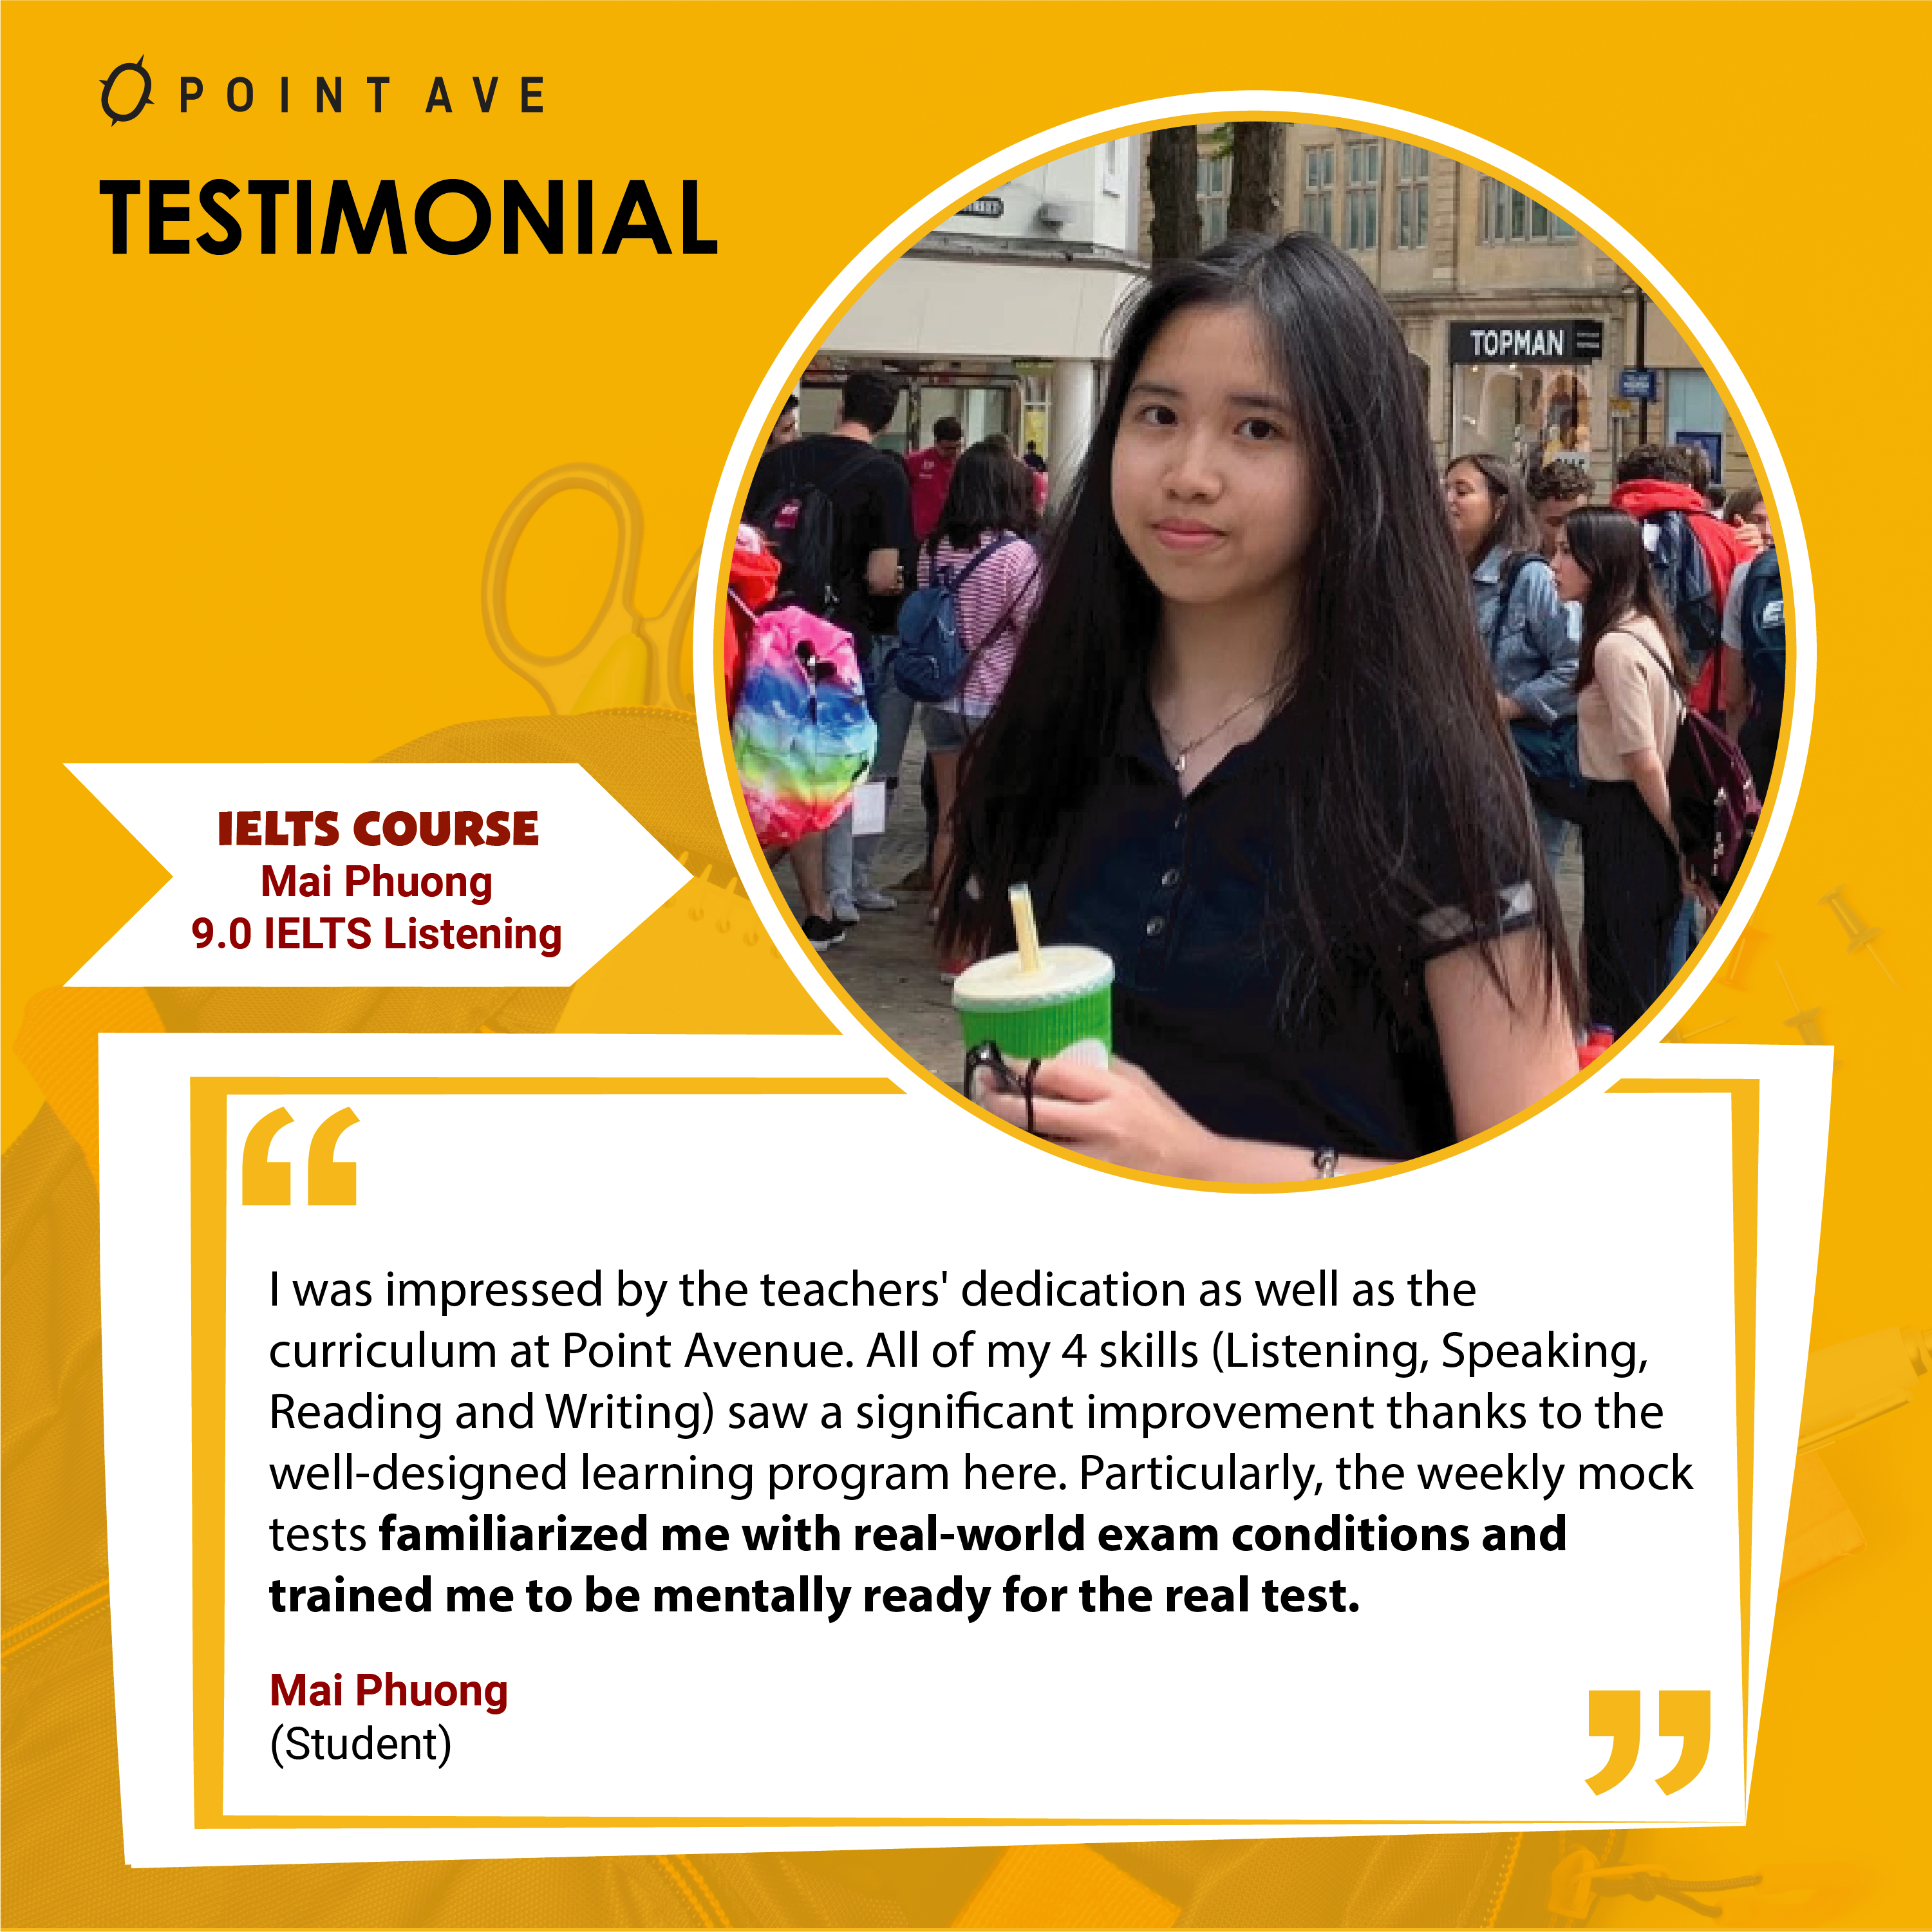 POINT AVE
TESTIMONIAL
TOPMAN
IELTS COURSE
Mai Phuong
9.0 IELTS Listening
I was impressed by the teachers' dedication as well as the
curriculum at Point Avenue. All of my 4 skills (Listening, Speaking,
Reading and Writing) saw a significant improvement thanks to the
well-designed learning program here. Particularly, the weekly mock
tests familiarized me with real-world exam conditions and
trained me to be mentally ready for the real test.
Mai Phuong
(Student)